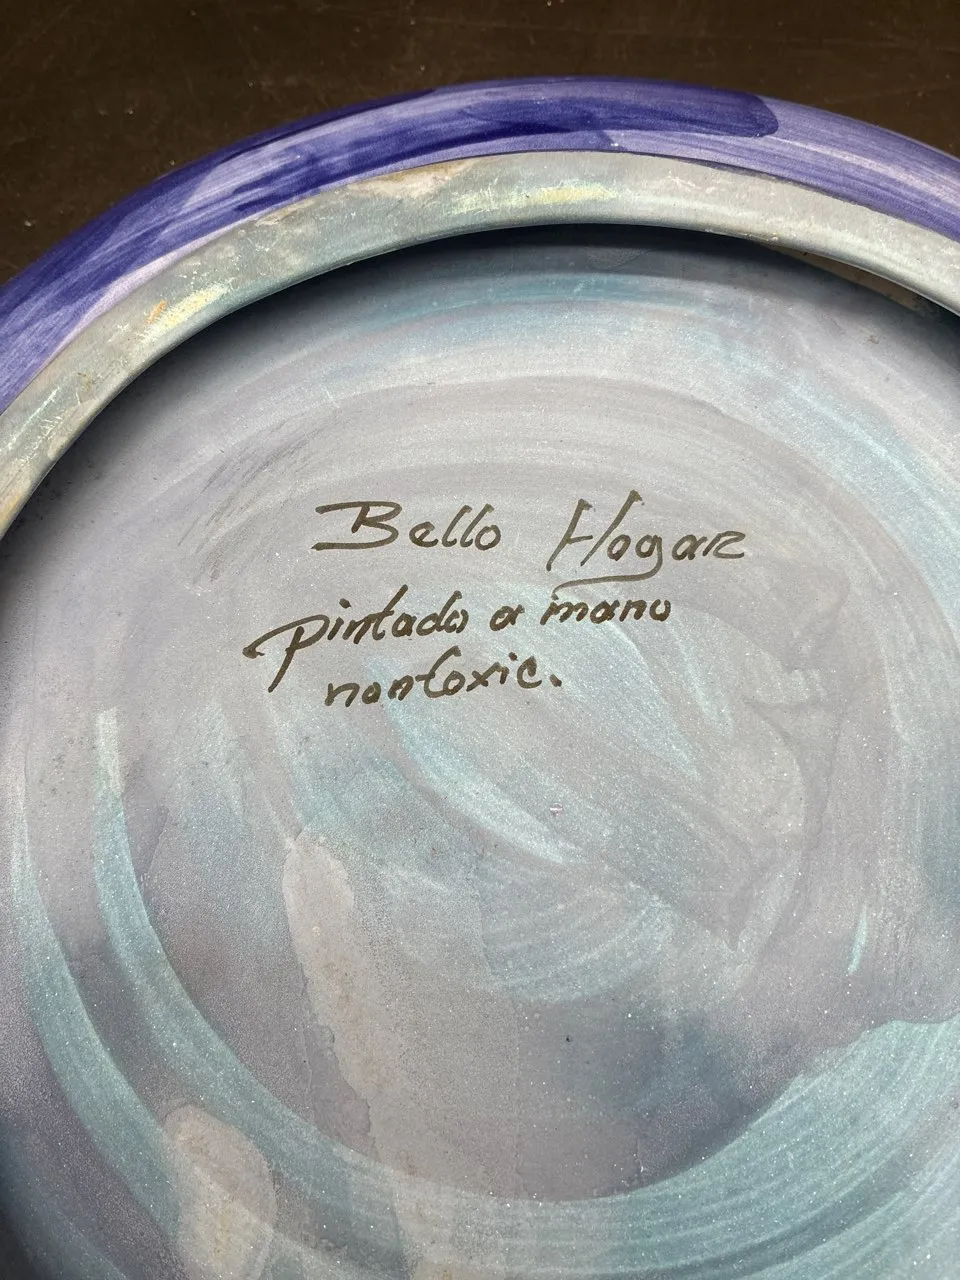 Bello Hogar
pintado a mano
nontoxic.